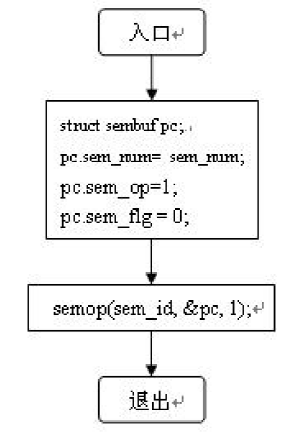 入口
struct sembuf pc;
pc.sem_num= sem_num;
pc.sem_op=1;
pc.sem_flg = 0;
semop(sem_id, &pc, 1);
退出